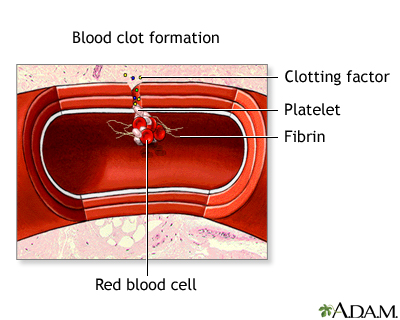 Blood clot formation
Clotting factor
Platelet
Fibrin
Red blood cell
A.D.A.M.